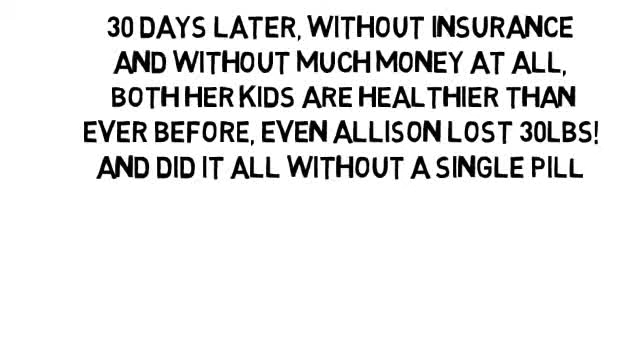 30 DAYS LATER, WITHOUT INSURANCE
AND WITHOUT MUCH MONEY AT ALL,
BOTH HER KIDS ARE HEALTHIER THAN
EVER BEFORE, EVEN ALLISON LOST 30LBS!
AND DID IT ALL WITHOUT A SINGLE PILL